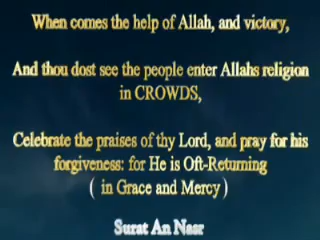 When comes the help of Allah, and victory,
And thou dost see the people enter Allahs religion
in CROWDS,
Celebrate the praises of thy Lord, and pray for his
forgiveness: for He is Oft-Returning
( in Grace and Mercy )
Surat An Nasr